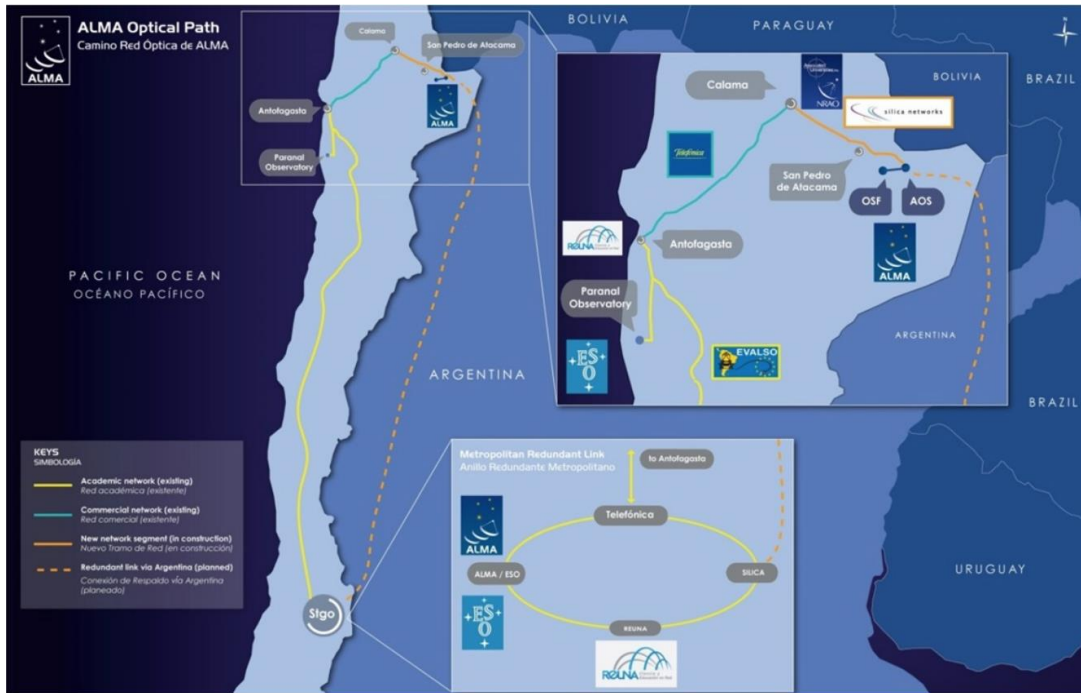 ALMA Optical Path
Camino Red Óptica de ALMA
ALMA
BOLIVIA
PARAGUAY
BRAZIL
Calama
San Pedro de Atacama
ALMA
Antofagasta
Paranal
Observatory
PACIFIC OCEAN
OCÉANO PACÍFICO
ARGENTINA
BRAZIL
URUGUAY
N
Calama
NRAO
silica networks
BOLIVIA
Telefónica
San Pedro
de Atacama
OSF
AOS
ALMA
REUNA
Antofagasta
Paranal
Observatory
ARGENTINA
ESO
EVALSO
KEYS
SIMBOLOGÍA
Academic network (existing)
Red académica (existente)
Commercial network (existing)
Red comercial (existente)
New network segment (in construction)
Nuevo Tramo de Red (en construcción)
Redundant link via Argentina (planned)
Conexión de Respaldo vía Argentina
(planeado)
Stgo
Metropolitan Redundant Link
Anillo Redundante Metropolitano
to Antofagasta
Telefónica
ALMA
ALMA / ESO
SILICA
ESO
REUNA
REUNA